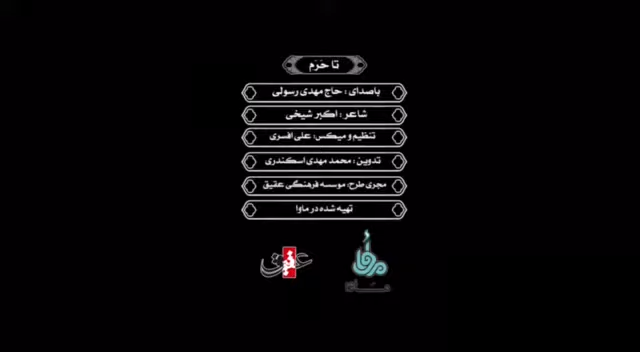 تا حَرَم
باصدای : حاج مهدی رسولی
شاعر : اکبر شیخی
تنظیم و میکس: علی افسری
تدوین : محمد مهدی اسکندری
مجری طرح: موسسه فرهنگی عقیق
تهیه شده در ماوا
عقیق